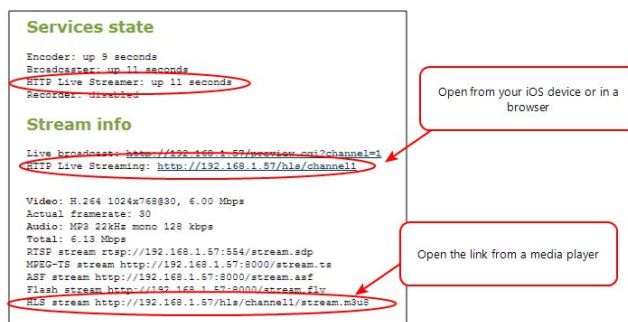 Services state
Encoder: up 9 seconds
Broadcaster: up 11 seconds
HTTP Live Streamer: up 11 seconds
Recorder: disabled
Stream info
Live broadcast: http://192.168.1.57/preview.cgi?channel=1
HTTP Live Streaming: http://192.168.1.57/hls/channel1
Video: H.264 1024x768@30, 6.00 Mbps
Actual framerate: 30
Audio: MP3 22kHz mono 128 kbps
Total: 6.13 Mbps
RTSP stream rtsp://192.168.1.57:554/stream.sdp
MPEG-TS stream http://192.168.1.57:8000/stream.ts
ASF stream http://192.168.1.57:8000/stream.asf
Flash stream http://192.168.1.57:8000/stream.flv
HLS stream http://192.168.1.57/hls/channel1/stream.m3u8
Open from your iOS device or in a
browser
Open the link from a media player